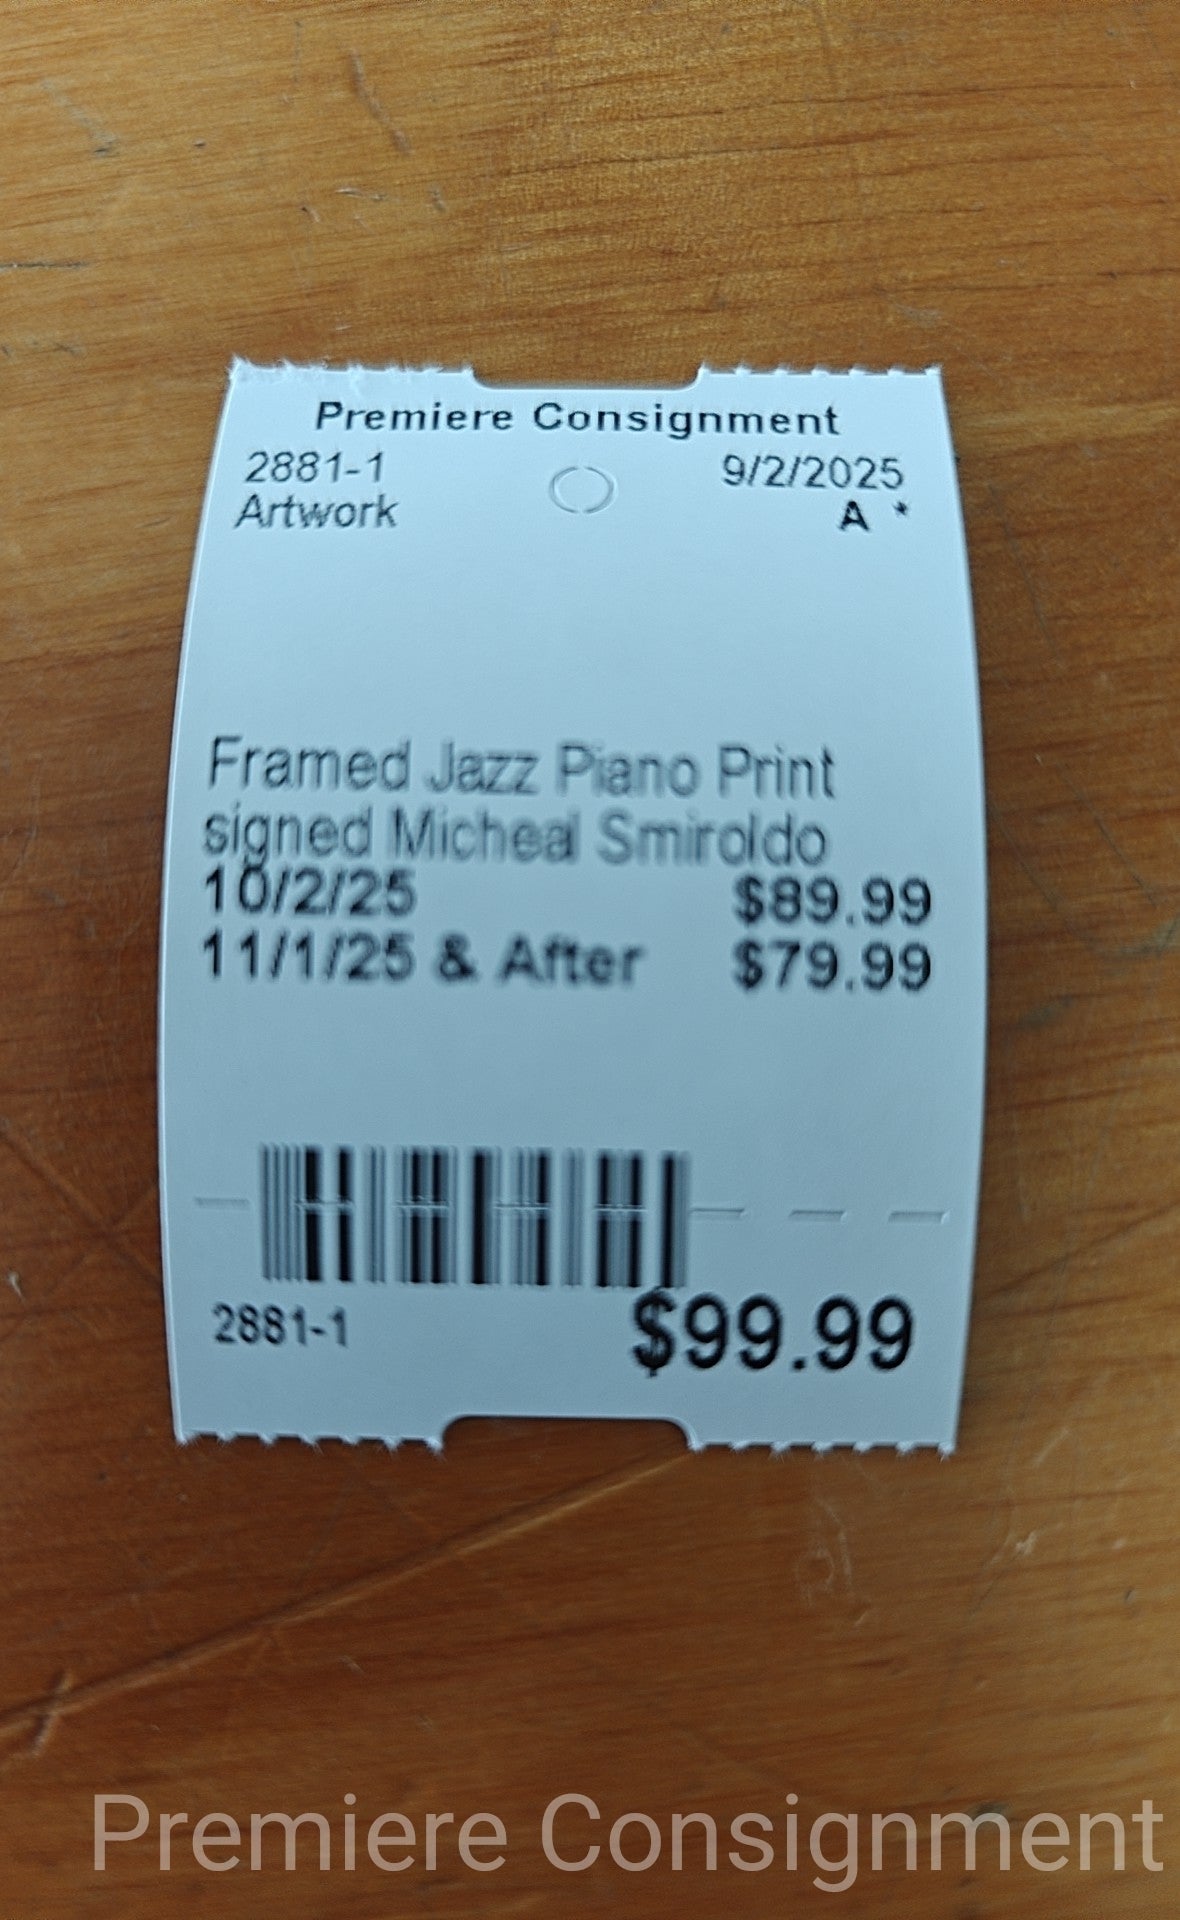 Premiere Consignment
2881-1 9/2/2025
Artwork A *
Framed Jazz Piano Print
signed Micheal Smiroldo
10/2/25 $89.99
11/1/25 & After $79.99
2881-1 $99.99
Premiere Consignment